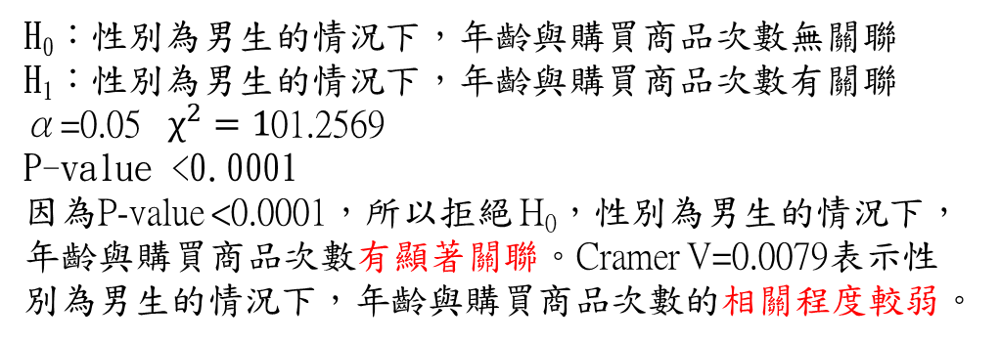 H₀：性別為男生的情況下，年齡與購買商品次數無關聯
H₁：性別為男生的情況下，年齡與購買商品次數有關聯
α=0.05 χ² = 101.2569
P-value <0.0001
因為P-value <0.0001，所以拒絕H₀，性別為男生的情況下，
年齡與購買商品次數有顯著關聯。Cramer V=0.0079表示性
別為男生的情況下，年齡與購買商品次數的相關程度較弱。